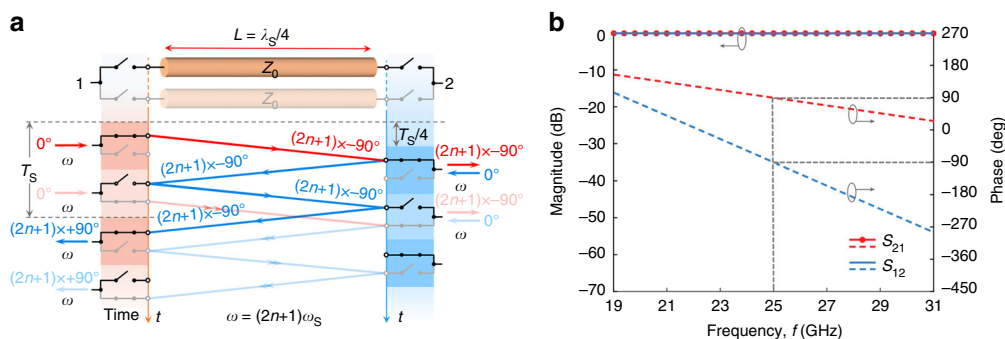 a
L = λS/4
Z0
1
2
Z0
TS/4
TS
0°
ω
(2n+1)×−90°
(2n+1)×−90°
(2n+1)×−90°
0°
ω
(2n+1)×−90°
0°
ω
(2n+1)×−90°
(2n+1)×−90°
0°
ω
(2n+1)×+90°
ω
(2n+1)×+90°
ω
Time
t
ω = (2n+1)ωS
t
b
0
−10
−20
−30
−40
−50
−60
−70
Magnitude (dB)
270
180
90
0
−90
−180
−270
−360
−450
Phase (deg)
S21
S12
19 21 23 25 27 29 31
Frequency, f (GHz)